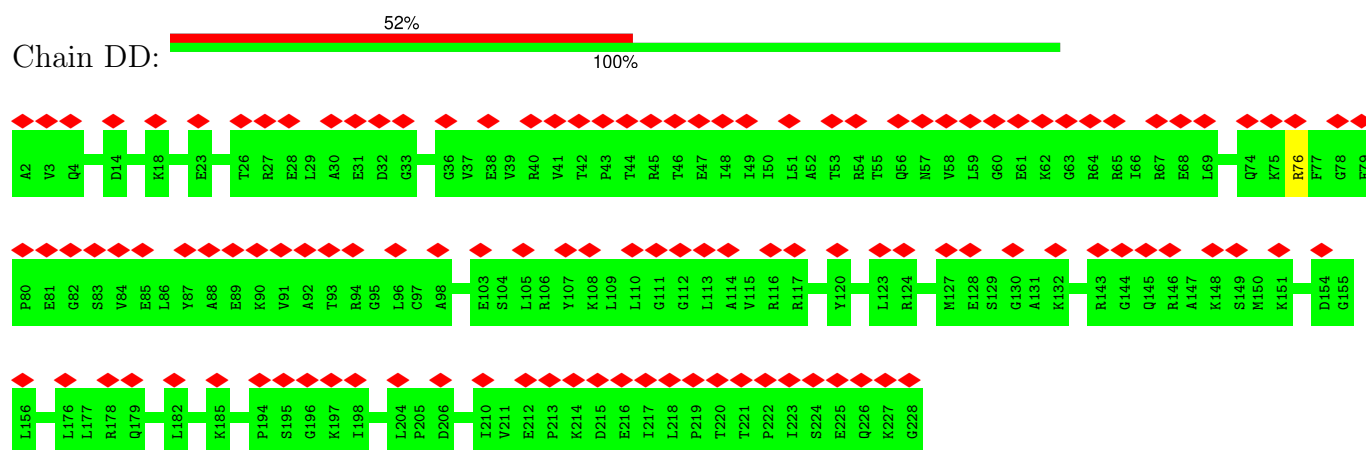 52%
Chain DD:
100%
A2 V3 Q4 D14 K18 E23 T26 R27 E28 L29 A30 E31 D32 G33 G36 V37 E38 V39 R40 V41 T42 P43 T44 R45 T46 E47 I48 I49 I50 L51 A52 T53 R54 T55 Q56 N57 V58 L59 G60 E61 K62 G63 R64 R65 I66 R67 E68 L69 Q74 K75 R76 F77 G78 F79
P80 E81 G82 S83 V84 E85 L86 Y87 A88 E89 K90 V91 A92 T93 R94 G95 L96 C97 A98 E103 S104 L105 R106 Y107 K108 L109 L110 G111 G112 L113 A114 V115 R116 R117 Y120 L123 R124 M127 E128 S129 G130 A131 K132 R143 G144 Q145 R146 A147 K148 S149 M150 K151 D154 G155
L156 L176 L177 R178 Q179 L182 K185 P194 S195 G196 K197 I198 L204 P205 D206 I210 V211 E212 P213 K214 D215 E216 I217 L218 P219 T220 T221 P222 I223 S224 E225 Q226 K227 G228